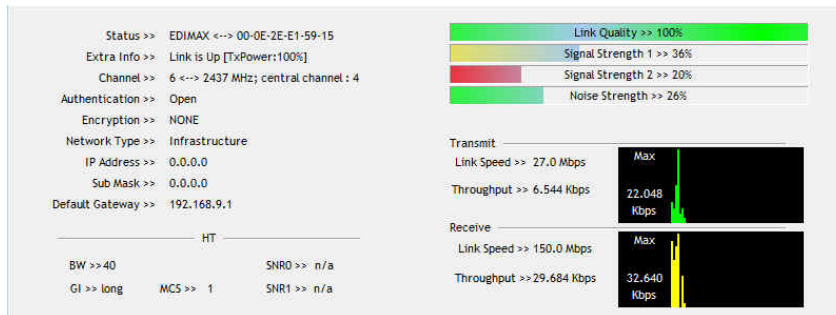 Status >> EDIMAX <--> 00-0E-2E-E1-59-15
Extra Info >> Link is Up [TxPower:100%]
Channel >> 6 <--> 2437 MHz; central channel : 4
Authentication >> Open
Encryption >> NONE
Network Type >> Infrastructure
IP Address >> 0.0.0.0
Sub Mask >> 0.0.0.0
Default Gateway >> 192.168.9.1
HT
BW >> 40 SNR0 >> n/a
GI >> long MCS >> 1 SNR1 >> n/a
Link Quality >> 100%
Signal Strength 1 >> 36%
Signal Strength 2 >> 20%
Noise Strength >> 26%
Transmit
Link Speed >> 27.0 Mbps
Throughput >> 6.544 Kbps
Max
22.048
Kbps
Receive
Link Speed >> 150.0 Mbps
Throughput >> 29.684 Kbps
Max
32.640
Kbps